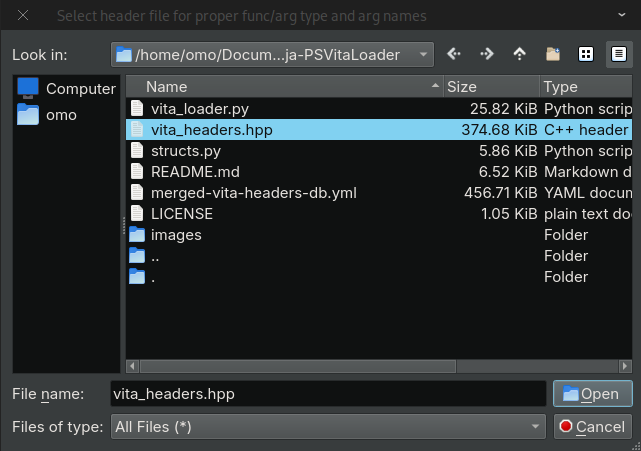 Select header file for proper func/arg type and arg names
Look in: /home/omo/Docum...ja-PSVitaLoader
Computer
omo
Name Size Type
vita_loader.py 25.82 KiB Python scrip
vita_headers.hpp 374.68 KiB C++ header
structs.py 5.86 KiB Python scrip
README.md 6.52 KiB Markdown d
merged-vita-headers-db.yml 456.71 KiB YAML docum
LICENSE 1.05 KiB plain text doc
images Folder
.. Folder
. Folder
File name: vita_headers.hpp Open
Files of type: All Files (*) Cancel